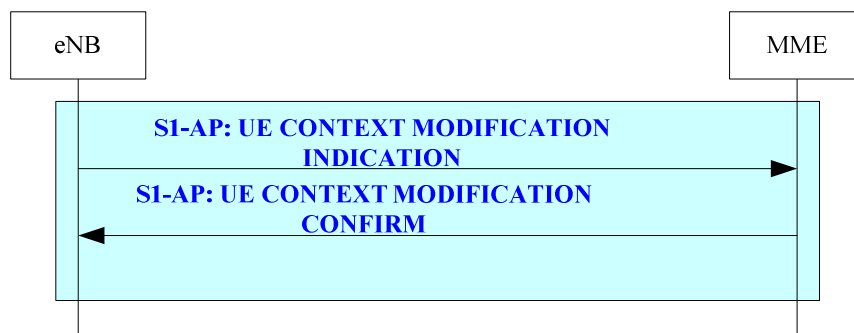 eNB
MME
S1-AP: UE CONTEXT MODIFICATION
INDICATION
S1-AP: UE CONTEXT MODIFICATION
CONFIRM